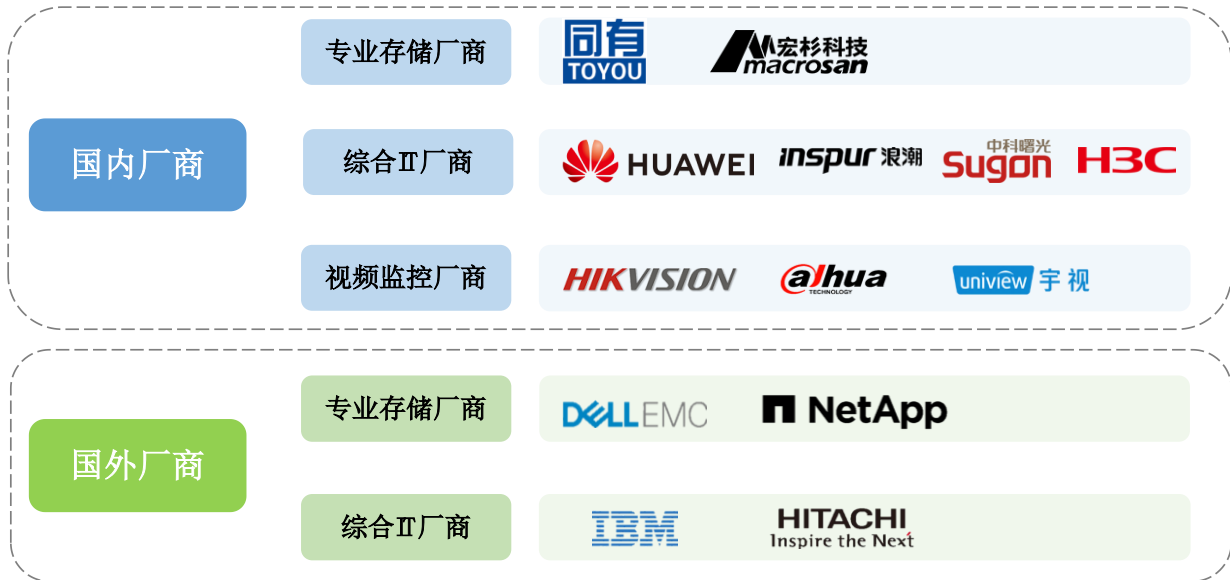 国内厂商
专业存储厂商
同有
TOYOU
宏杉科技
macrosan
综合IT厂商
HUAWEI
inspur 浪潮
中科曙光
Sugon
H3C
视频监控厂商
HIKVISION
alhua
TECHNOLOGY
uniview 宇视
国外厂商
专业存储厂商
DELLEMC
NetApp
综合IT厂商
IBM
HITACHI
Inspire the Next